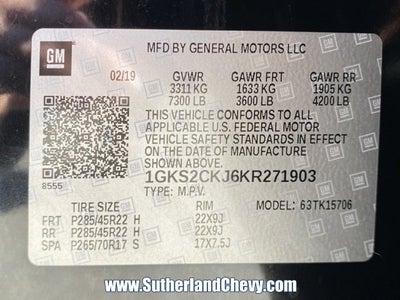 GM
MFD BY GENERAL MOTORS LLC
02/19 GVWR GAWR FRT GAWR RR
3311 KG 1633 KG 1905 KG
7300 LB 3600 LB 4200 LB
THIS VEHICLE CONFORMS TO ALL
APPLICABLE U.S. FEDERAL MOTOR
VEHICLE SAFETY STANDARDS IN EFFECT
ON THE DATE OF MANUFACTURE
SHOWN ABOVE.
8555
1GKS2CKJ6KR271903
TYPE: M.P.V. MODEL: 63TK15706
TIRE SIZE RIM
FRT P285/45R22 H 22X9J
RR P285/45R22 H 22X9J
SPA P265/70R17 S 17X7.5J
www.SutherlandChevy.com